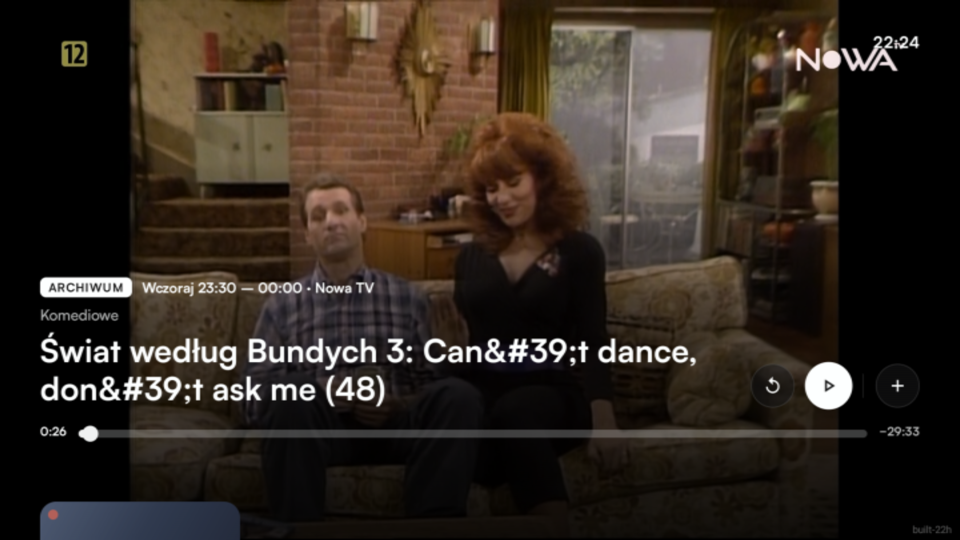 12
22:24
NOWA
ARCHIWUM Wczoraj 23:30 — 00:00 • Nowa TV
Komediowe
Świat według Bundych 3: Can&#39;t dance,
don&#39;t ask me (48)
0:26
−29:33
built-22h